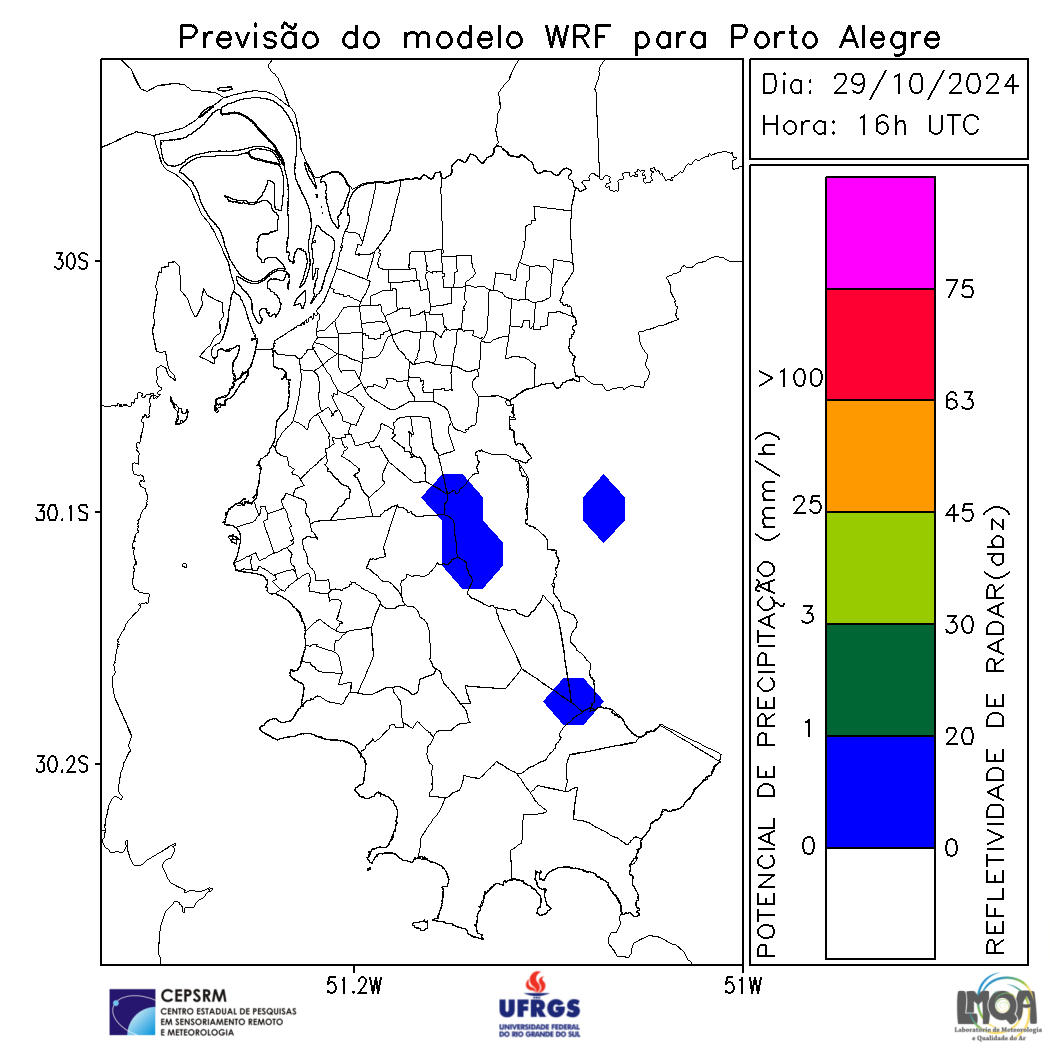 Previsão do modelo WRF para Porto Alegre
Dia: 29/10/2024
Hora: 16h UTC
30S
30.1S
30.2S
51.2W
51W
POTENCIAL DE PRECIPITAÇÃO (mm/h)
>100
25
3
1
0
75
63
45
30
20
0
REFLETIVIDADE DE RADAR(dbz)
CEPSRM
CENTRO ESTADUAL DE PESQUISAS
EM SENSORIAMENTO REMOTO
E METEOROLOGIA
UFRGS
UNIVERSIDADE FEDERAL
DO RIO GRANDE DO SUL
LMQA
Laboratório de Meteorologia
e Qualidade do Ar